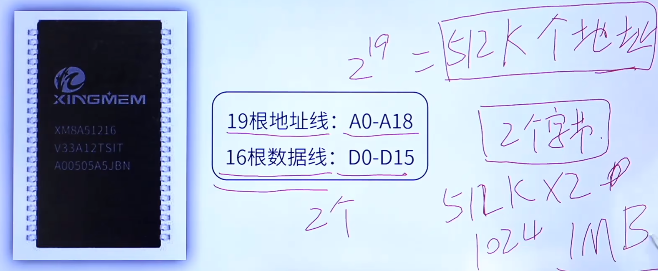 XINGMEM
XM8A51216
V33A12TSIT
A00505A5JBN
2^19 = 512K个地址
19根地址线：A0-A18
16根数据线：D0-D15
2个
2个字节
512K×2
1024 1MB